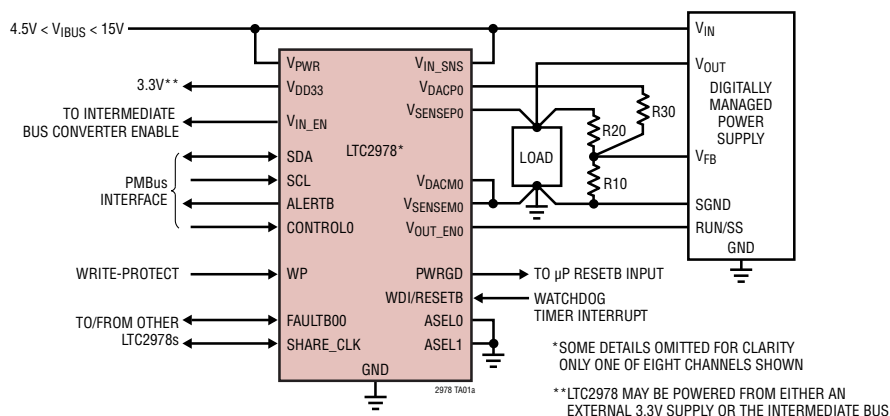 4.5V < VIBUS < 15V
3.3V**
TO INTERMEDIATE
BUS CONVERTER ENABLE
PMBus
INTERFACE
WRITE-PROTECT
TO/FROM OTHER
LTC2978s
VPWR
VDD33
VIN_EN
SDA
SCL
ALERTB
CONTROL0
WP
FAULTB00
SHARE_CLK
GND
LTC2978*
VIN_SNS
VDACP0
VSENSEP0
VDACM0
VSENSEM0
VOUT_EN0
PWRGD
WDI/RESETB
ASEL0
ASEL1
2978 TA01a
LOAD
R20
R30
R10
TO µP RESETB INPUT
WATCHDOG
TIMER INTERRUPT
VIN
VOUT
DIGITALLY
MANAGED
POWER
SUPPLY
VFB
SGND
RUN/SS
GND
*SOME DETAILS OMITTED FOR CLARITY
ONLY ONE OF EIGHT CHANNELS SHOWN
**LTC2978 MAY BE POWERED FROM EITHER AN
EXTERNAL 3.3V SUPPLY OR THE INTERMEDIATE BUS